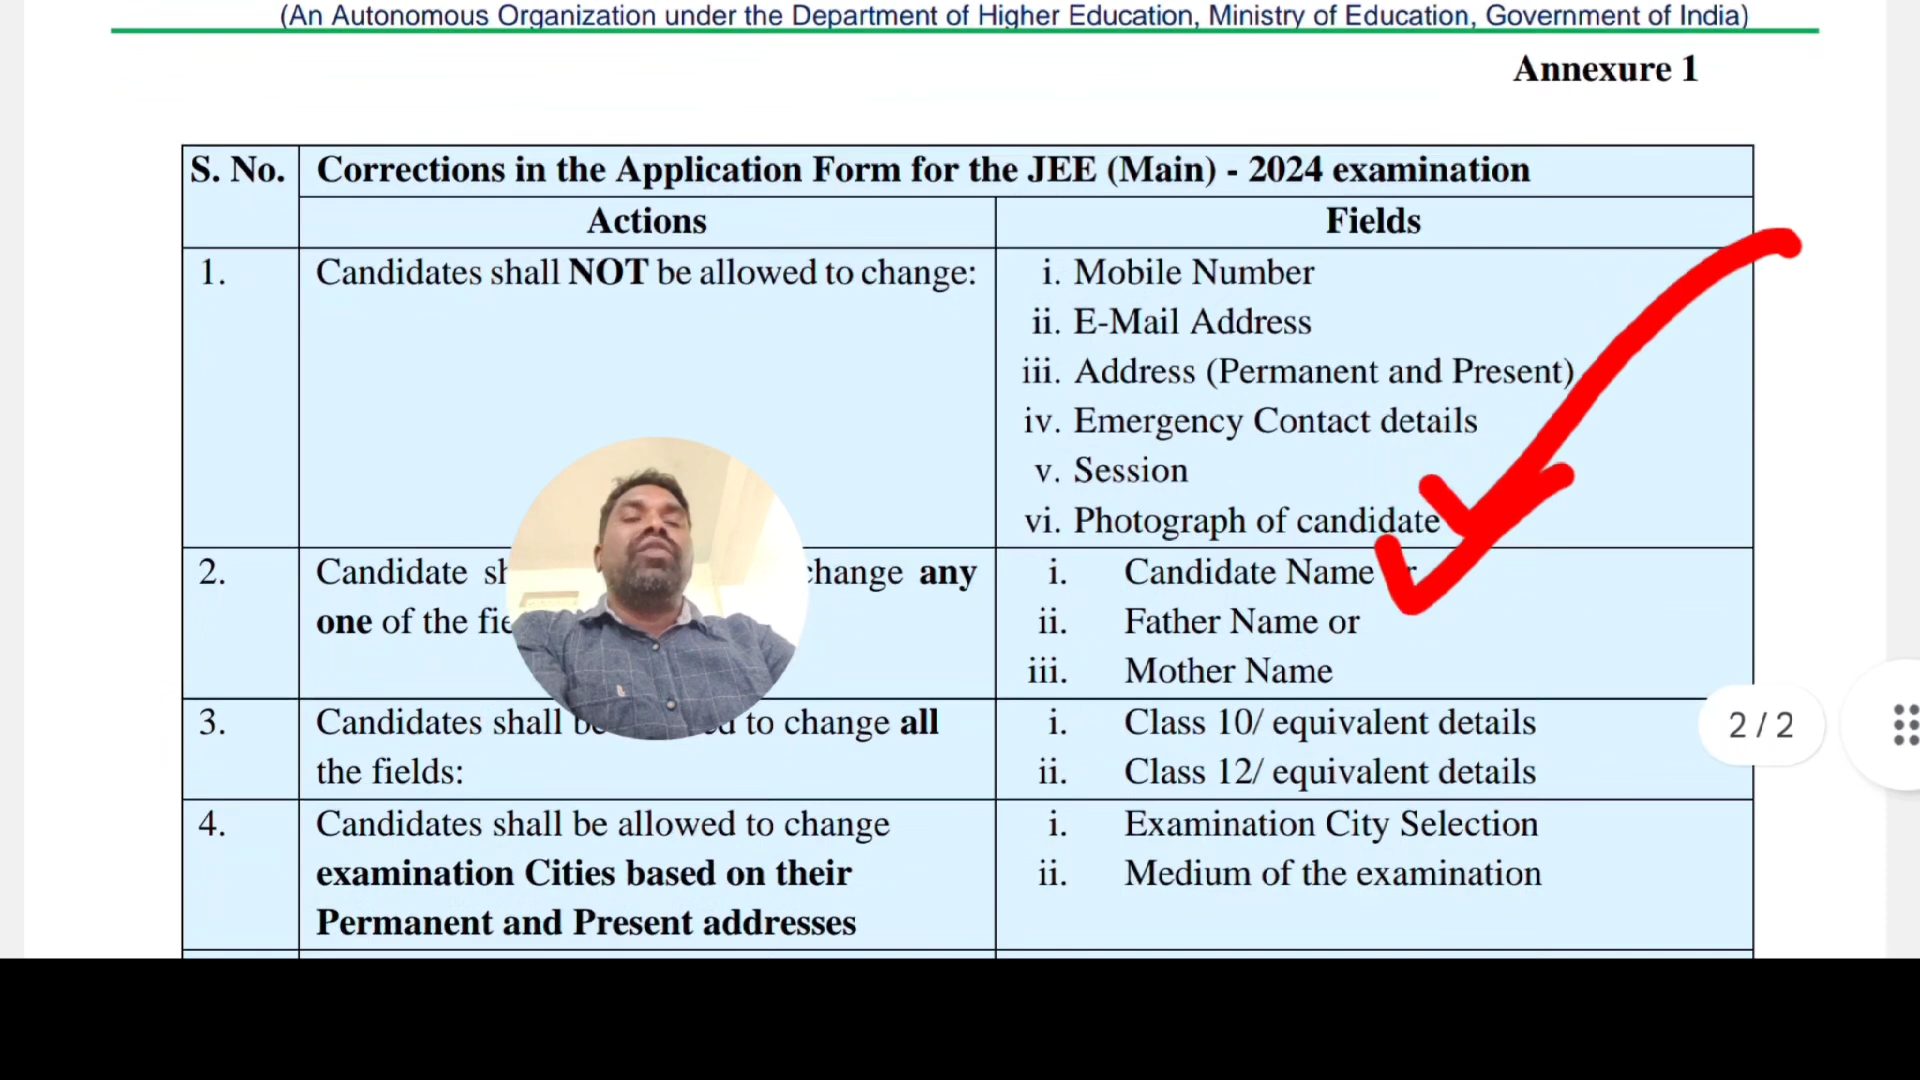 (An Autonomous Organization under the Department of Higher Education, Ministry of Education, Government of India)
Annexure 1
S. No.
Corrections in the Application Form for the JEE (Main) - 2024 examination
Actions
Fields
1.
Candidates shall NOT be allowed to change:
i. Mobile Number
ii. E-Mail Address
iii. Address (Permanent and Present)
iv. Emergency Contact details
v. Session
vi. Photograph of candidate
2.
Candidate change any
one of the
i. Candidate Name
ii. Father Name or
iii. Mother Name
3.
Candidates shall to change all
the fields:
i. Class 10/ equivalent details
ii. Class 12/ equivalent details
4.
Candidates shall be allowed to change
examination Cities based on their
Permanent and Present addresses
i. Examination City Selection
ii. Medium of the examination
2 / 2